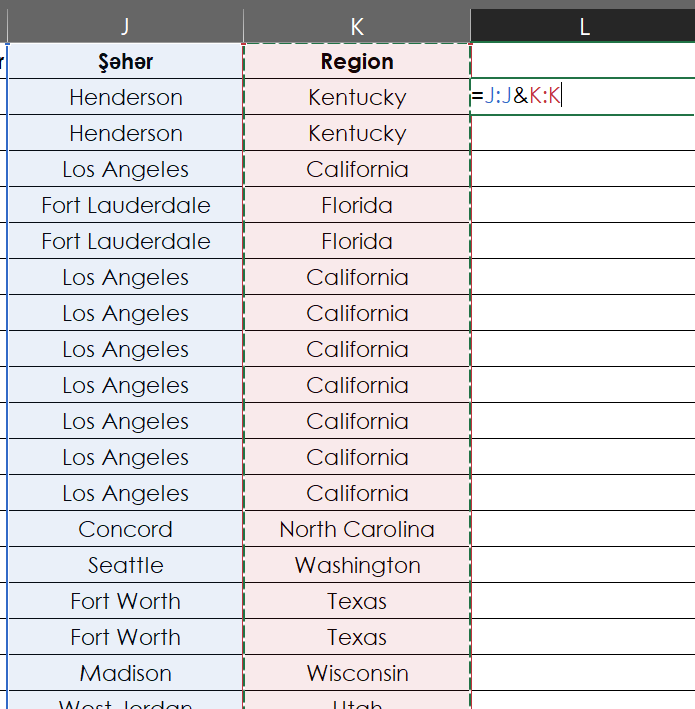 J K L
r Şəhər Region
Henderson Kentucky =J:J&K:K
Henderson Kentucky
Los Angeles California
Fort Lauderdale Florida
Fort Lauderdale Florida
Los Angeles California
Los Angeles California
Los Angeles California
Los Angeles California
Los Angeles California
Los Angeles California
Los Angeles California
Concord North Carolina
Seattle Washington
Fort Worth Texas
Fort Worth Texas
Madison Wisconsin
West Jordan Utah